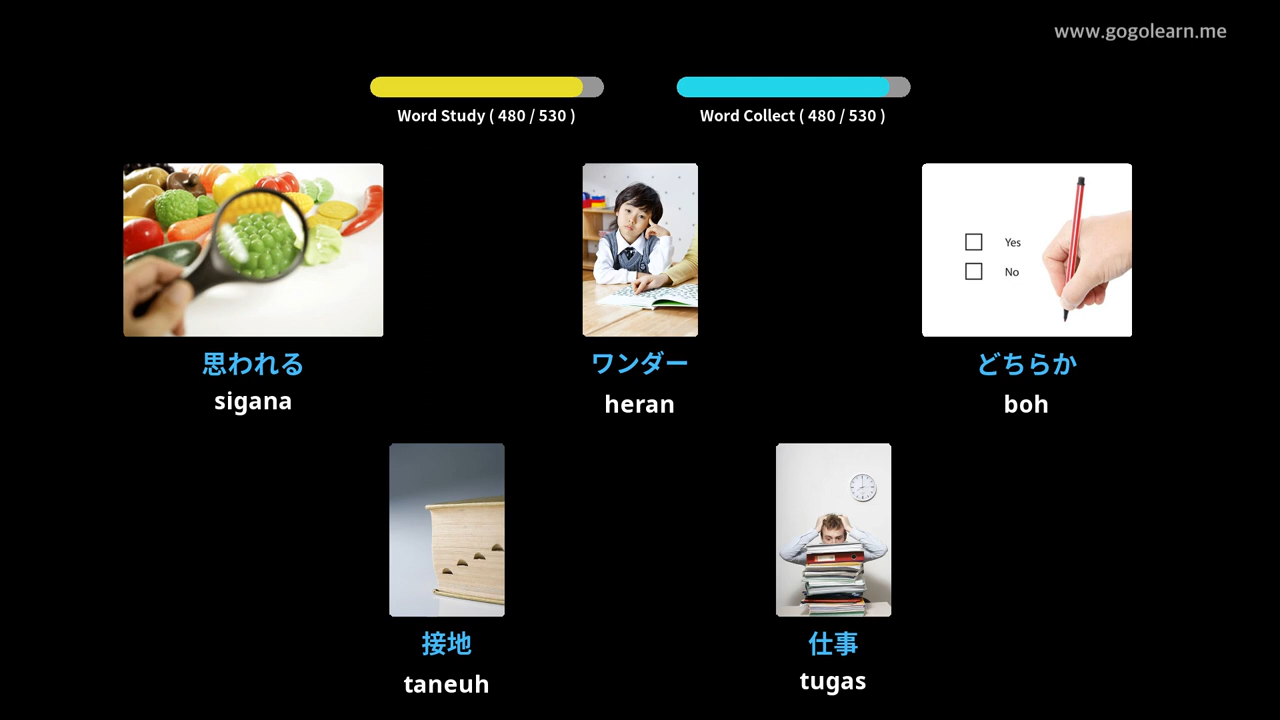 www.gogolearn.me
Word Study ( 480 / 530 )
Word Collect ( 480 / 530 )
Yes
No
思われる
sigana
ワンダー
heran
どちらか
boh
接地
taneuh
仕事
tugas